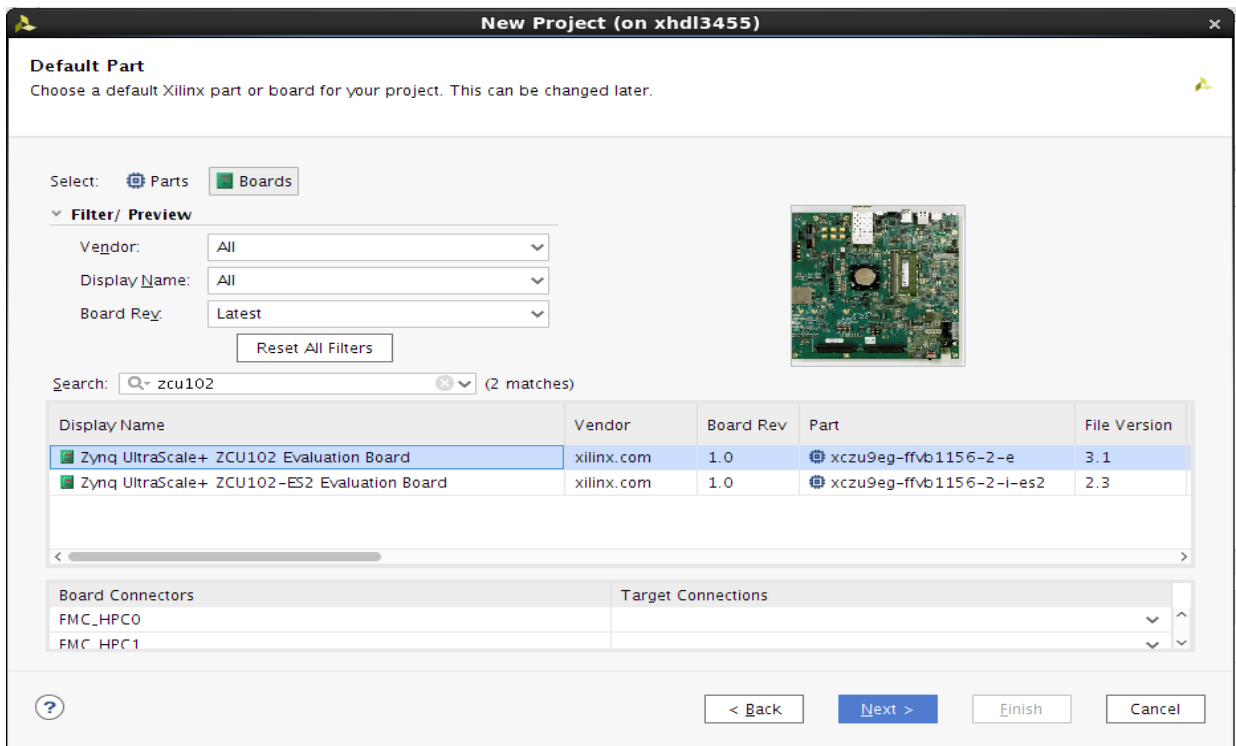 New Project (on xhdl3455)
Default Part
Choose a default Xilinx part or board for your project. This can be changed later.
Select: Parts Boards
Filter/ Preview
Vendor: All
Display Name: All
Board Rev: Latest
Reset All Filters
Search: zcu102 (2 matches)
Display Name Vendor Board Rev Part File Version
Zynq UltraScale+ ZCU102 Evaluation Board xilinx.com 1.0 xczu9eg-ffvb1156-2-e 3.1
Zynq UltraScale+ ZCU102-ES2 Evaluation Board xilinx.com 1.0 xczu9eg-ffvb1156-2-i-es2 2.3
Board Connectors Target Connections
FMC_HPC0
FMC_HPC1
? < Back Next > Finish Cancel